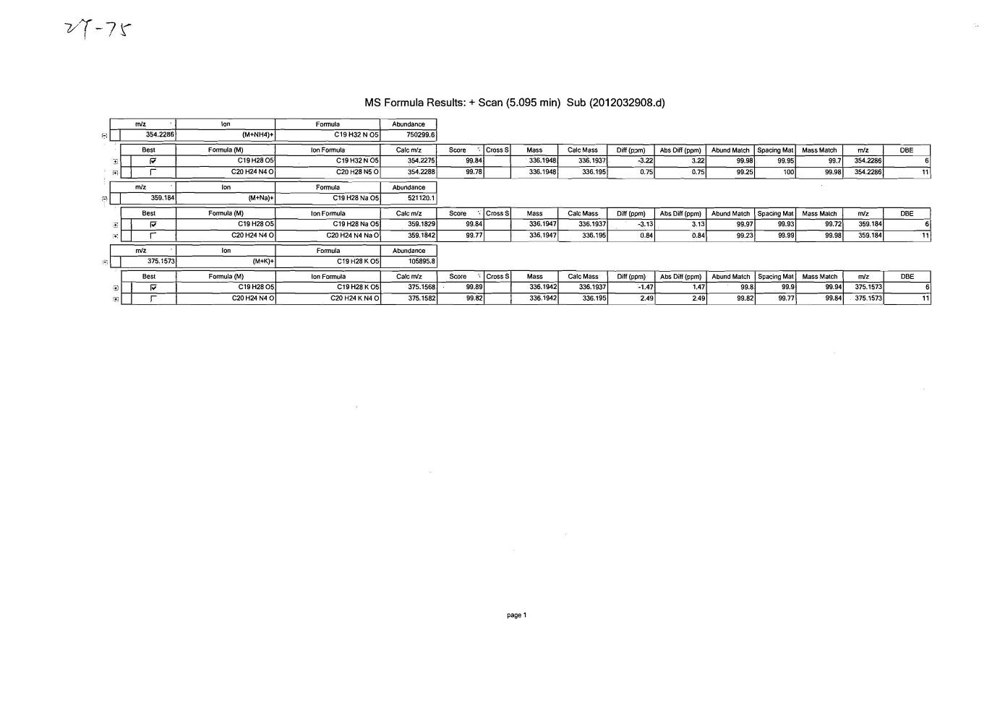 ZY-75
MS Formula Results: + Scan (5.095 min) Sub (2012032908.d)
m/z Ion Formula Abundance
354.2286 (M+NH4)+ C19 H32 N O5 750299.6
Best Formula (M) Ion Formula Calc m/z Score Cross S Mass Calc Mass Diff (ppm) Abs Diff (ppm) Abund Match Spacing Mat Mass Match m/z DBE
C19 H28 O5 C19 H32 N O5 354.2275 99.84 336.1948 336.1937 -3.22 3.22 99.98 99.95 99.7 354.2286 6
C20 H24 N4 O C20 H28 N5 O 354.2288 99.78 336.1948 336.195 0.75 0.75 99.25 100 99.98 354.2286 11
m/z Ion Formula Abundance
359.184 (M+Na)+ C19 H28 Na O5 521120.1
Best Formula (M) Ion Formula Calc m/z Score Cross S Mass Calc Mass Diff (ppm) Abs Diff (ppm) Abund Match Spacing Mat Mass Match m/z DBE
C19 H28 O5 C19 H28 Na O5 359.1829 99.84 336.1947 336.1937 -3.13 3.13 99.97 99.93 99.72 359.184 6
C20 H24 N4 O C20 H24 N4 Na O 359.1842 99.77 336.1947 336.195 0.84 0.84 99.23 99.99 99.98 359.184 11
m/z Ion Formula Abundance
375.1573 (M+K)+ C19 H28 K O5 105895.8
Best Formula (M) Ion Formula Calc m/z Score Cross S Mass Calc Mass Diff (ppm) Abs Diff (ppm) Abund Match Spacing Mat Mass Match m/z DBE
C19 H28 O5 C19 H28 K O5 375.1568 99.89 336.1942 336.1937 -1.47 1.47 99.8 99.9 99.94 375.1573 6
C20 H24 N4 O C20 H24 K N4 O 375.1582 99.82 336.1942 336.195 2.49 2.49 99.82 99.77 99.84 375.1573 11
page 1